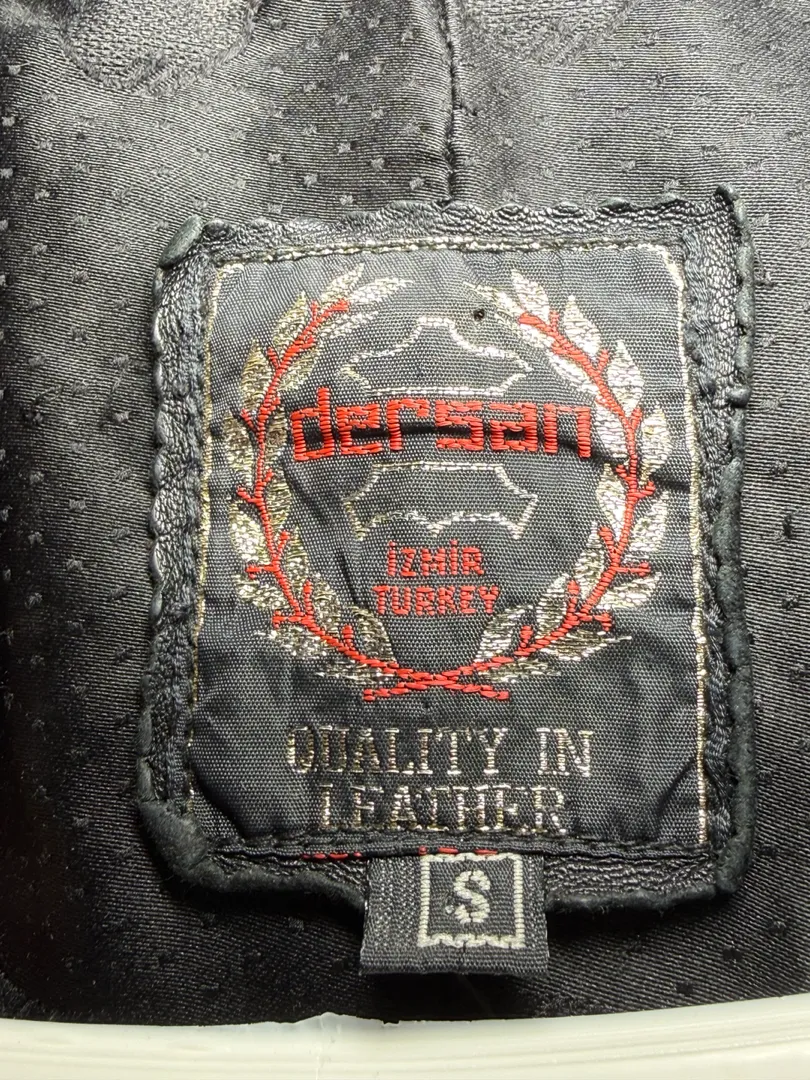 dersan
İZMİR
TURKEY
QUALITY IN
LEATHER
S